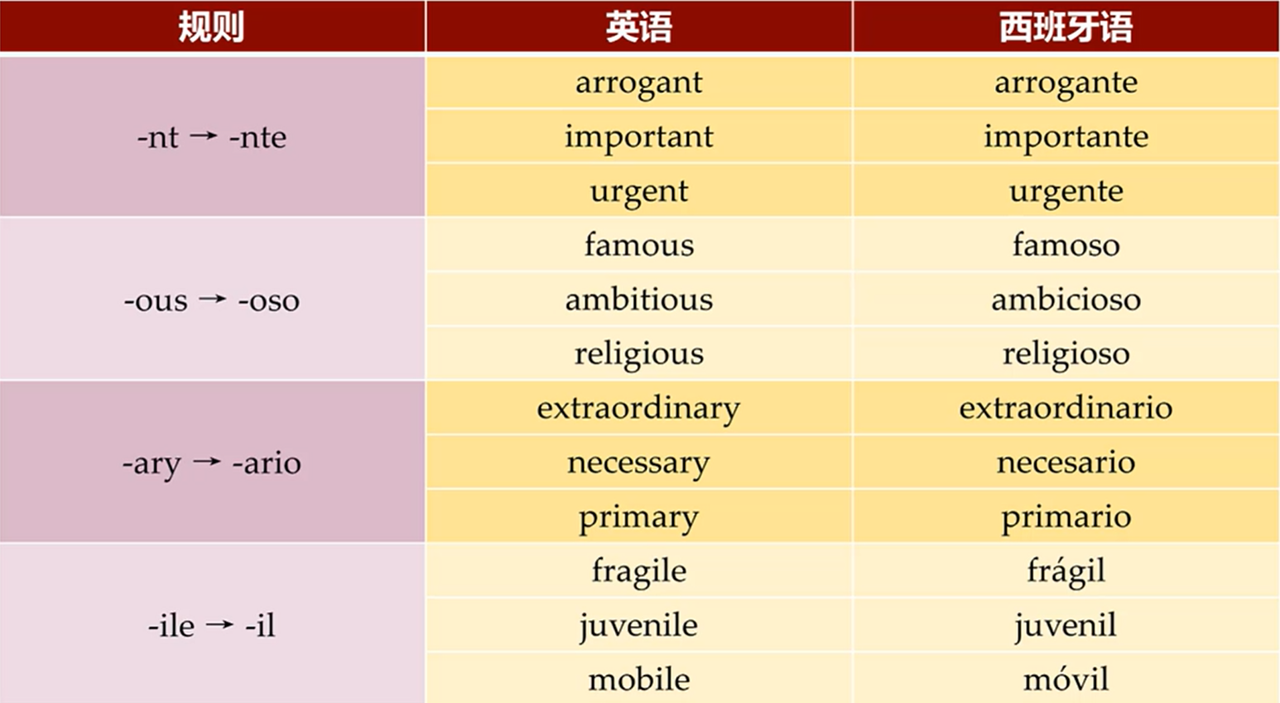 规则 英语 西班牙语
-nt → -nte
arrogant arrogante
important importante
urgent urgente
-ous → -oso
famous famoso
ambitious ambicioso
religious religioso
-ary → -ario
extraordinary extraordinario
necessary necesario
primary primario
-ile → -il
fragile frágil
juvenile juvenil
mobile móvil